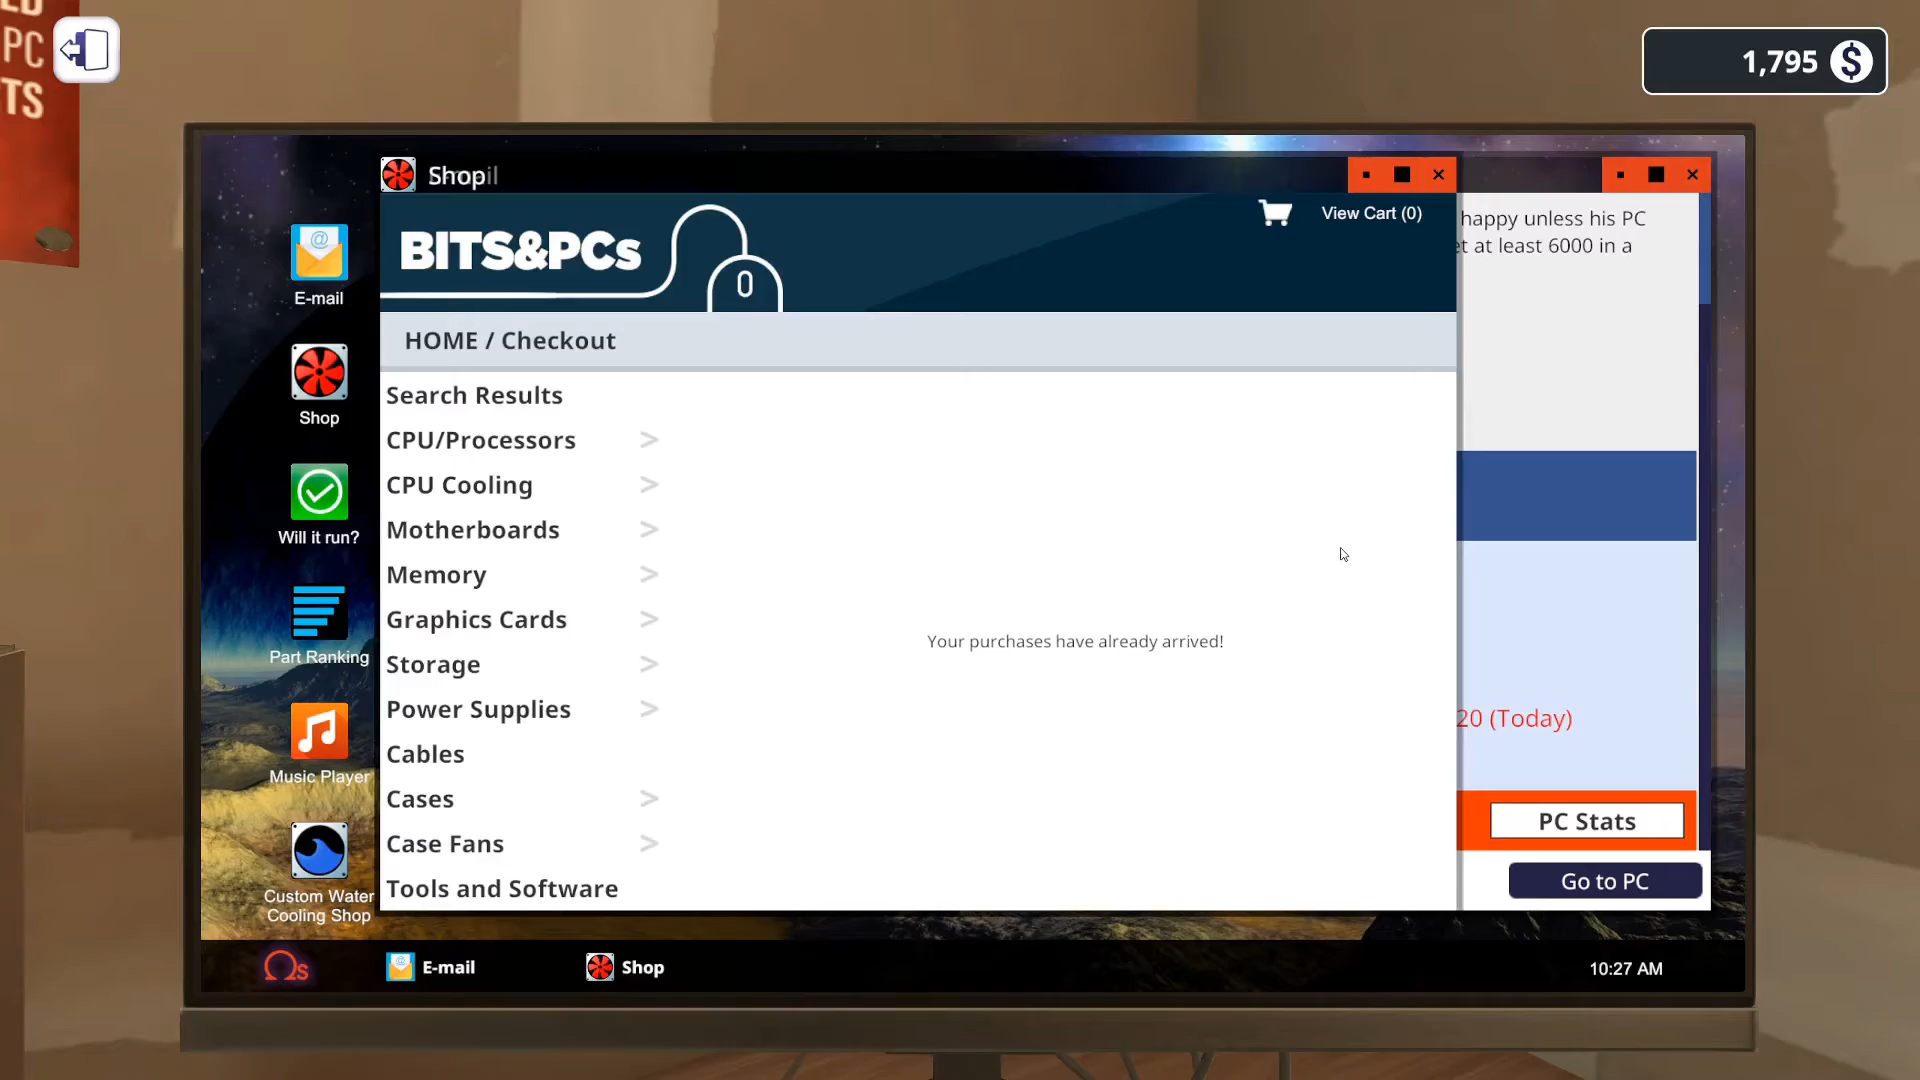 PC
TS
1,795
Shop
View Cart (0)
BITS&PCs
happy unless his PC
at least 6000 in a
HOME / Checkout
E-mail
Shop
Will it run?
Part Ranking
Music Player
Custom Water
Cooling Shop
Search Results
CPU/Processors >
CPU Cooling >
Motherboards >
Memory >
Graphics Cards >
Storage >
Power Supplies >
Cables
Cases >
Case Fans >
Tools and Software
Your purchases have already arrived!
20 (Today)
PC Stats
Go to PC
Ωs
E-mail
Shop
10:27 AM